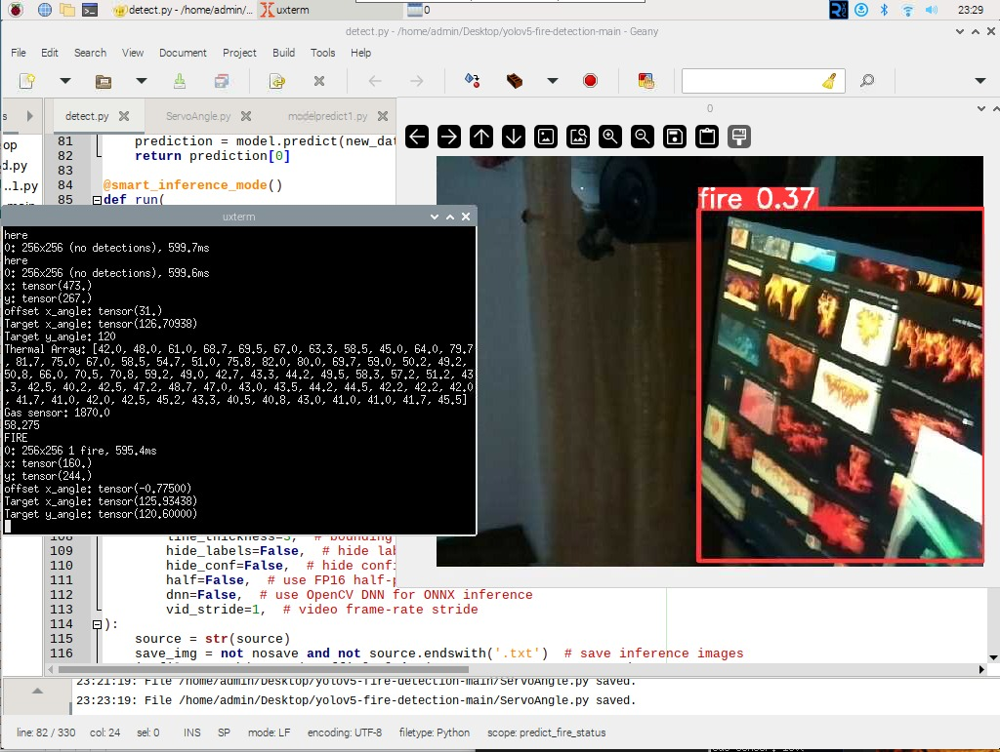 detect.py - /home/admin/...
uxterm
0
23:29
detect.py - /home/admin/Desktop/yolov5-fire-detection-main - Geany
File Edit Search View Document Project Build Tools Help
s
detect.py
ServoAngle.py
modelpredict1.py
0
op
d.py
..1.py
81 prediction = model.predict(new_dat
82 return prediction[0]
83
84 @smart_inference_mode()
85 def run(
fire 0.37
uxterm
here
0: 256x256 (no detections), 599.7ms
here
0: 256x256 (no detections), 599.6ms
x: tensor(473.)
y: tensor(267.)
offset x_angle: tensor(31.)
Target x_angle: tensor(126.70938)
Target y_angle: 120
Thermal Array: [42.0, 48.0, 61.0, 68.7, 69.5, 67.0, 63.3, 58.5, 45.0, 64.0, 79.7
, 81.7, 75.0, 67.0, 58.5, 54.7, 51.0, 75.8, 82.0, 80.0, 69.7, 59.0, 50.2, 49.2,
50.8, 66.0, 70.5, 70.8, 59.2, 49.0, 42.7, 43.3, 44.2, 49.5, 58.3, 57.2, 51.2, 43
.3, 42.5, 40.2, 42.5, 47.2, 48.7, 47.0, 43.0, 43.5, 44.2, 44.5, 42.2, 42.2, 42.0
, 41.7, 41.0, 42.0, 42.5, 45.2, 43.3, 40.5, 40.8, 43.0, 41.0, 41.0, 41.7, 45.5]
Gas sensor: 1870.0
58.275
FIRE
0: 256x256 1 fire, 595.4ms
x: tensor(160.)
y: tensor(244.)
offset x_angle: tensor(-0.77500)
Target x_angle: tensor(125.93438)
Target y_angle: tensor(120.60000)
108 line_thickness=3, # bounding
109 hide_labels=False, # hide lab
110 hide_conf=False, # hide confi
111 half=False, # use FP16 half-p
112 dnn=False, # use OpenCV DNN for ONNX inference
113 vid_stride=1, # video frame-rate stride
114 ):
115 source = str(source)
116 save_img = not nosave and not source.endswith('.txt') # save inference images
23:21:19: File /home/admin/Desktop/yolov5-fire-detection-main/ServoAngle.py saved.
23:23:19: File /home/admin/Desktop/yolov5-fire-detection-main/ServoAngle.py saved.
line: 82 / 330 col: 24 sel: 0 INS SP mode: LF encoding: UTF-8 filetype: Python scope: predict_fire_status